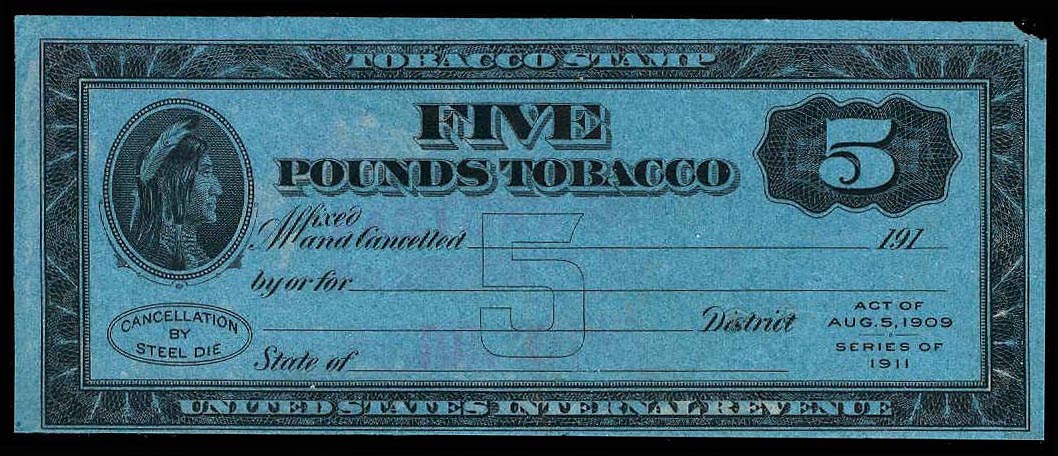 TOBACCO STAMP
FIVE
POUNDS TOBACCO
5
Affixed
and Cancelled 191
5
by or for
CANCELLATION
BY
STEEL DIE
District
State of
ACT OF
AUG. 5, 1909
SERIES OF
1911
UNITED STATES INTERNAL REVENUE